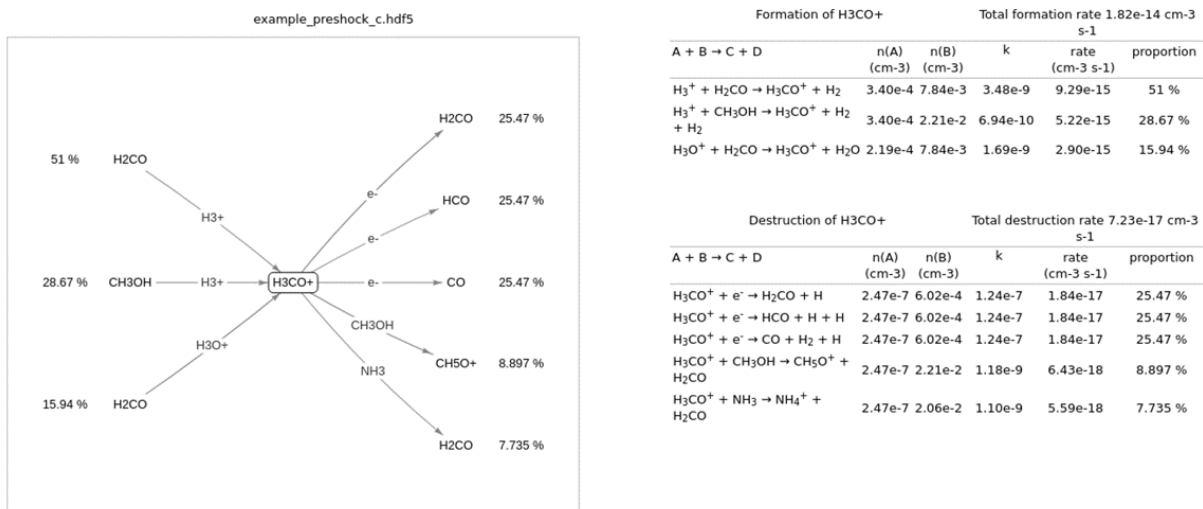 example_preshock_c.hdf5
H2CO 25.47 %
51 % H2CO
e-
HCO 25.47 %
H3+
e-
28.67 % CH3OH H3+ H3CO+ e- CO 25.47 %
CH3OH
H3O+
CH5O+ 8.897 %
NH3
15.94 % H2CO
H2CO 7.735 %
Formation of H3CO+ Total formation rate 1.82e-14 cm-3
s-1
A + B → C + D n(A) n(B) k rate proportion
(cm-3) (cm-3) (cm-3 s-1)
H₃⁺ + H₂CO → H₃CO⁺ + H₂ 3.40e-4 7.84e-3 3.48e-9 9.29e-15 51 %
H₃⁺ + CH₃OH → H₃CO⁺ + H₂
+ H₂ 3.40e-4 2.21e-2 6.94e-10 5.22e-15 28.67 %
H₃O⁺ + H₂CO → H₃CO⁺ + H₂O 2.19e-4 7.84e-3 1.69e-9 2.90e-15 15.94 %
Destruction of H3CO+ Total destruction rate 7.23e-17 cm-3
s-1
A + B → C + D n(A) n(B) k rate proportion
(cm-3) (cm-3) (cm-3 s-1)
H₃CO⁺ + e⁻ → H₂CO + H 2.47e-7 6.02e-4 1.24e-7 1.84e-17 25.47 %
H₃CO⁺ + e⁻ → HCO + H + H 2.47e-7 6.02e-4 1.24e-7 1.84e-17 25.47 %
H₃CO⁺ + e⁻ → CO + H₂ + H 2.47e-7 6.02e-4 1.24e-7 1.84e-17 25.47 %
H₃CO⁺ + CH₃OH → CH₅O⁺ +
H₂CO 2.47e-7 2.21e-2 1.18e-9 6.43e-18 8.897 %
H₃CO⁺ + NH₃ → NH₄⁺ +
H₂CO 2.47e-7 2.06e-2 1.10e-9 5.59e-18 7.735 %